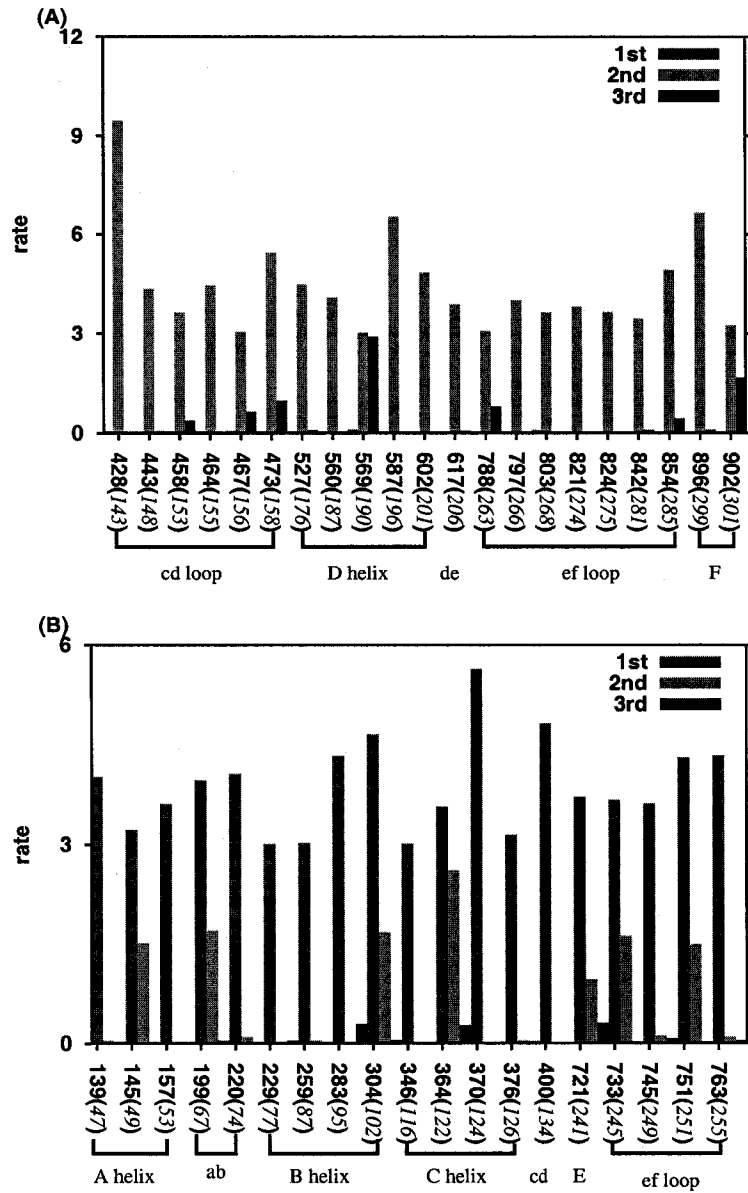 (A)
12
9
6
3
0
rate
1st
2nd
3rd
428(143)
443(148)
458(153)
464(155)
467(156)
473(158)
527(176)
560(187)
569(190)
587(196)
602(201)
617(206)
788(263)
797(266)
803(268)
821(274)
824(275)
842(281)
854(285)
896(299)
902(301)
cd loop
D helix
de
ef loop
F
(B)
6
3
0
rate
1st
2nd
3rd
139(47)
145(49)
157(53)
199(67)
220(74)
229(77)
259(87)
283(95)
304(102)
346(116)
364(122)
370(124)
376(126)
400(134)
721(241)
733(245)
745(249)
751(251)
763(255)
A helix
ab
B helix
C helix
cd
E
ef loop